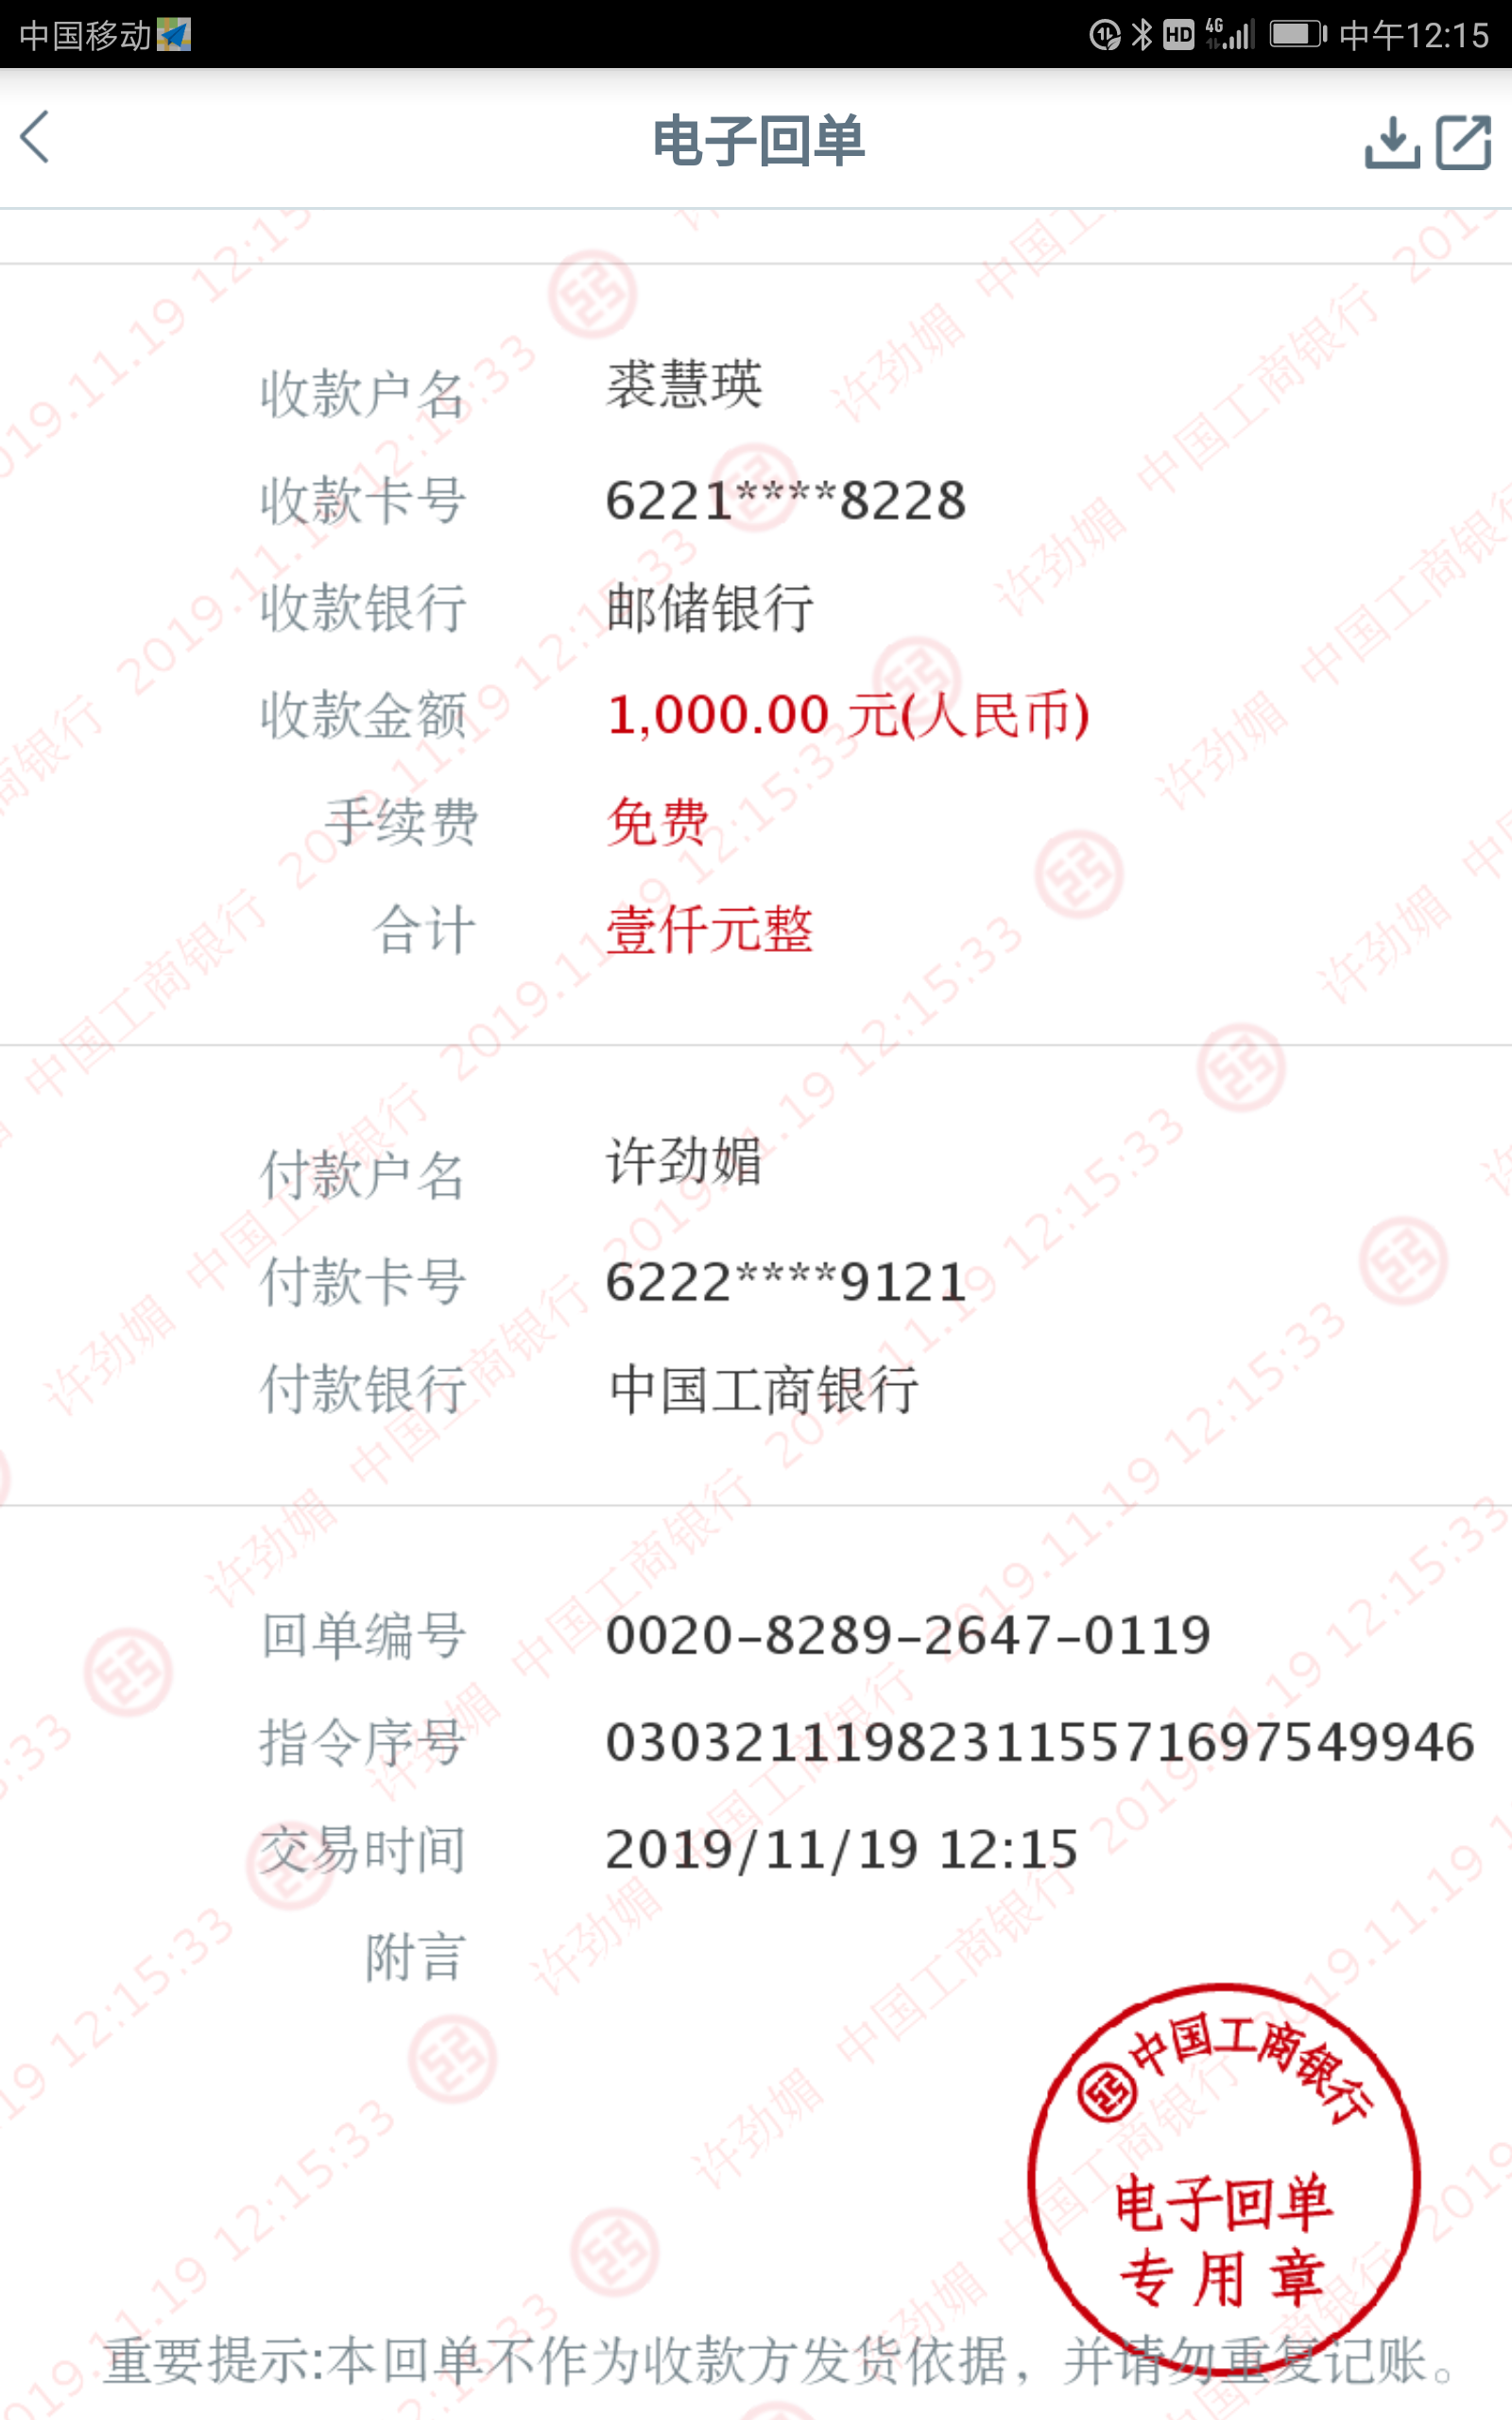 中国移动 HD 4G 中午12:15
电子回单
收款户名 裘慧瑛
收款卡号 6221****8228
收款银行 邮储银行
收款金额 1,000.00 元(人民币)
手续费 免费
合计 壹仟元整
付款户名 许劲媚
付款卡号 6222****9121
付款银行 中国工商银行
回单编号 0020-8289-2647-0119
指令序号 030321119823115571697549946
交易时间 2019/11/19 12:15
附言
中国工商银行
电子回单
专用章
重要提示:本回单不作为收款方发货依据，并请勿重复记账。
许劲媚 中国工商银行 2019.11.19 12:15:33